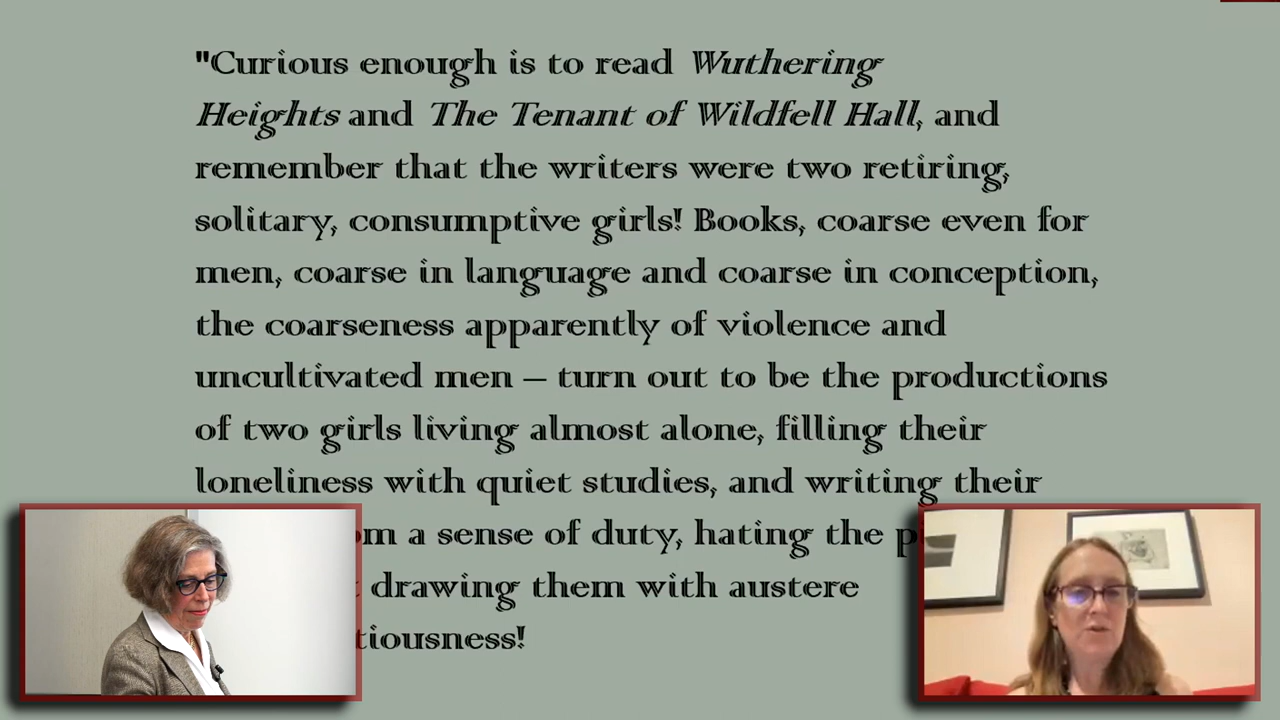 "Curious enough is to read Wuthering
Heights and The Tenant of Wildfell Hall, and
remember that the writers were two retiring,
solitary, consumptive girls! Books, coarse even for
men, coarse in language and coarse in conception,
the coarseness apparently of violence and
uncultivated men – turn out to be the productions
of two girls living almost alone, filling their
loneliness with quiet studies, and writing their
a sense of duty, hating the
drawing them with austere